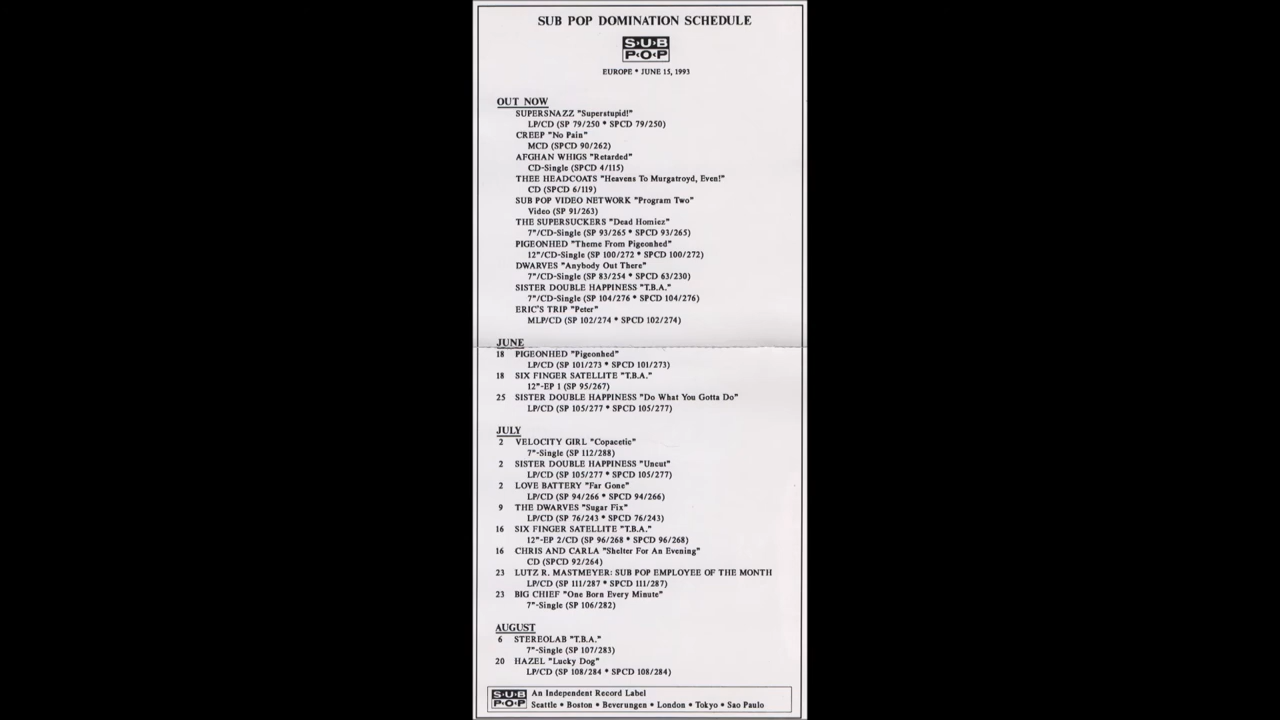 SUB POP DOMINATION SCHEDULE
S·U·B
P·O·P
EUROPE * JUNE 15, 1993
OUT NOW
SUPERSNAZZ "Superstupid!"
LP/CD (SP 79/250 * SPCD 79/250)
CREEP "No Pain"
MCD (SPCD 90/262)
AFGHAN WHIGS "Retarded"
CD-Single (SPCD 4/115)
THEE HEADCOATS "Heavens To Murgatroyd, Even!"
CD (SPCD 6/119)
SUB POP VIDEO NETWORK "Program Two"
Video (SP 91/263)
THE SUPERSUCKERS "Dead Homiez"
7"/CD-Single (SP 93/265 * SPCD 93/265)
PIGEONHED "Theme From Pigeonhed"
12"/CD-Single (SP 100/272 * SPCD 100/272)
DWARVES "Anybody Out There"
7"/CD-Single (SP 83/254 * SPCD 63/230)
SISTER DOUBLE HAPPINESS "T.B.A."
7"/CD-Single (SP 104/276 * SPCD 104/276)
ERIC'S TRIP "Peter"
MLP/CD (SP 102/274 * SPCD 102/274)
JUNE
18 PIGEONHED "Pigeonhed"
LP/CD (SP 101/273 * SPCD 101/273)
18 SIX FINGER SATELLITE "T.B.A."
12"-EP 1 (SP 95/267)
25 SISTER DOUBLE HAPPINESS "Do What You Gotta Do"
LP/CD (SP 105/277 * SPCD 105/277)
JULY
2 VELOCITY GIRL "Copacetic"
7"-Single (SP 112/288)
2 SISTER DOUBLE HAPPINESS "Uncut"
LP/CD (SP 105/277 * SPCD 105/277)
2 LOVE BATTERY "Far Gone"
LP/CD (SP 94/266 * SPCD 94/266)
9 THE DWARVES "Sugar Fix"
LP/CD (SP 76/243 * SPCD 76/243)
16 SIX FINGER SATELLITE "T.B.A."
12"-EP 2/CD (SP 96/268 * SPCD 96/268)
16 CHRIS AND CARLA "Shelter For An Evening"
CD (SPCD 92/264)
23 LUTZ R. MASTMEYER: SUB POP EMPLOYEE OF THE MONTH
LP/CD (SP 111/287 * SPCD 111/287)
23 BIG CHIEF "One Born Every Minute"
7"-Single (SP 106/282)
AUGUST
6 STEREOLAB "T.B.A."
7"-Single (SP 107/283)
20 HAZEL "Lucky Dog"
LP/CD (SP 108/284 * SPCD 108/284)
S·U·B
P·O·P
An Independent Record Label
Seattle • Boston • Beverungen • London • Tokyo • Sao Paulo